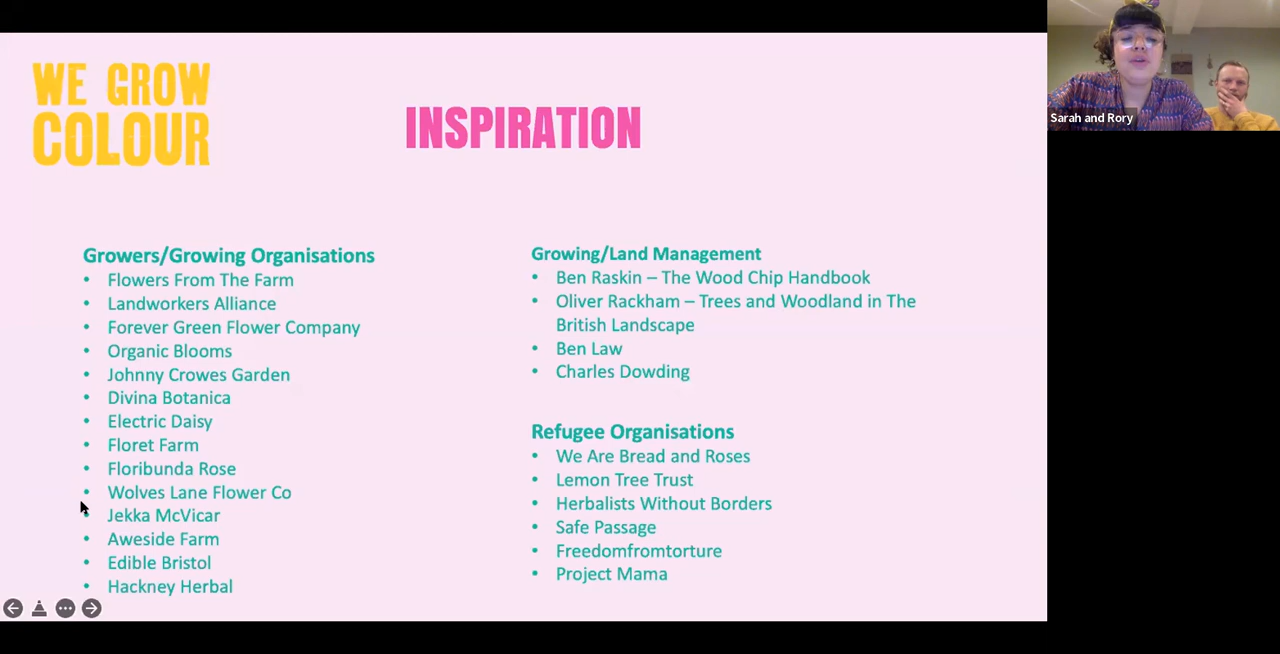 WE GROW
COLOUR
INSPIRATION
Growers/Growing Organisations
• Flowers From The Farm
• Landworkers Alliance
• Forever Green Flower Company
• Organic Blooms
• Johnny Crowes Garden
• Divina Botanica
• Electric Daisy
• Floret Farm
• Floribunda Rose
• Wolves Lane Flower Co
• Jekka McVicar
• Aweside Farm
• Edible Bristol
• Hackney Herbal
Growing/Land Management
• Ben Raskin – The Wood Chip Handbook
• Oliver Rackham – Trees and Woodland in The
British Landscape
• Ben Law
• Charles Dowding
Refugee Organisations
• We Are Bread and Roses
• Lemon Tree Trust
• Herbalists Without Borders
• Safe Passage
• Freedomfromtorture
• Project Mama
Sarah and Rory